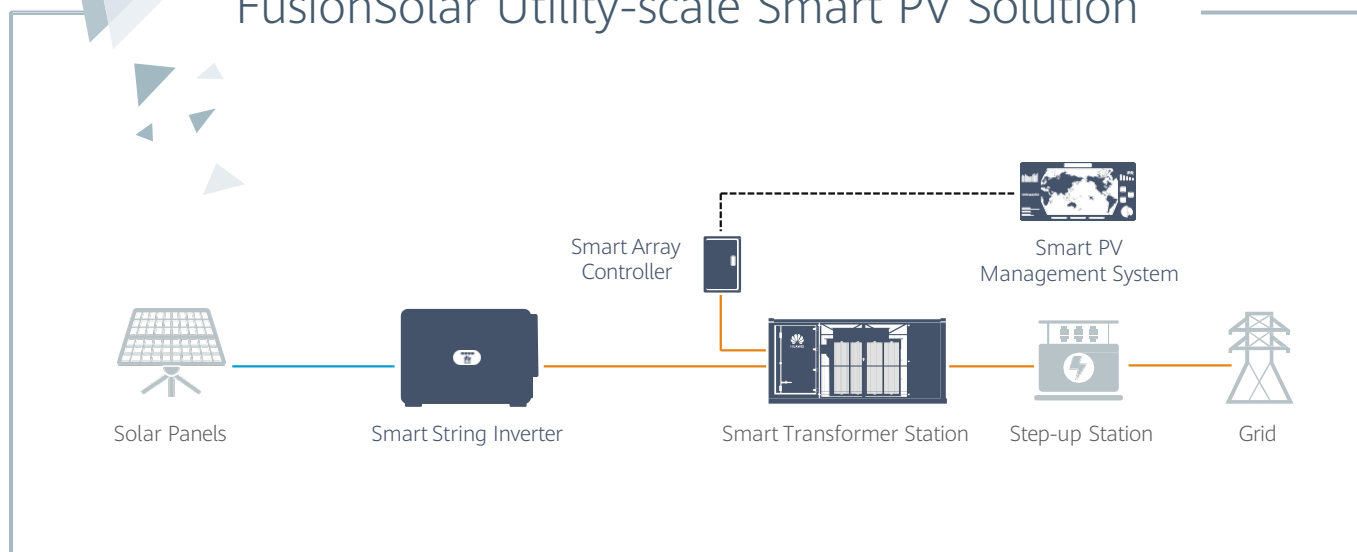 FusionSolar Utility-scale Smart PV Solution
Smart Array
Controller
Smart PV
Management System
HUAWEI
Solar Panels
Smart String Inverter
Smart Transformer Station
Step-up Station
Grid